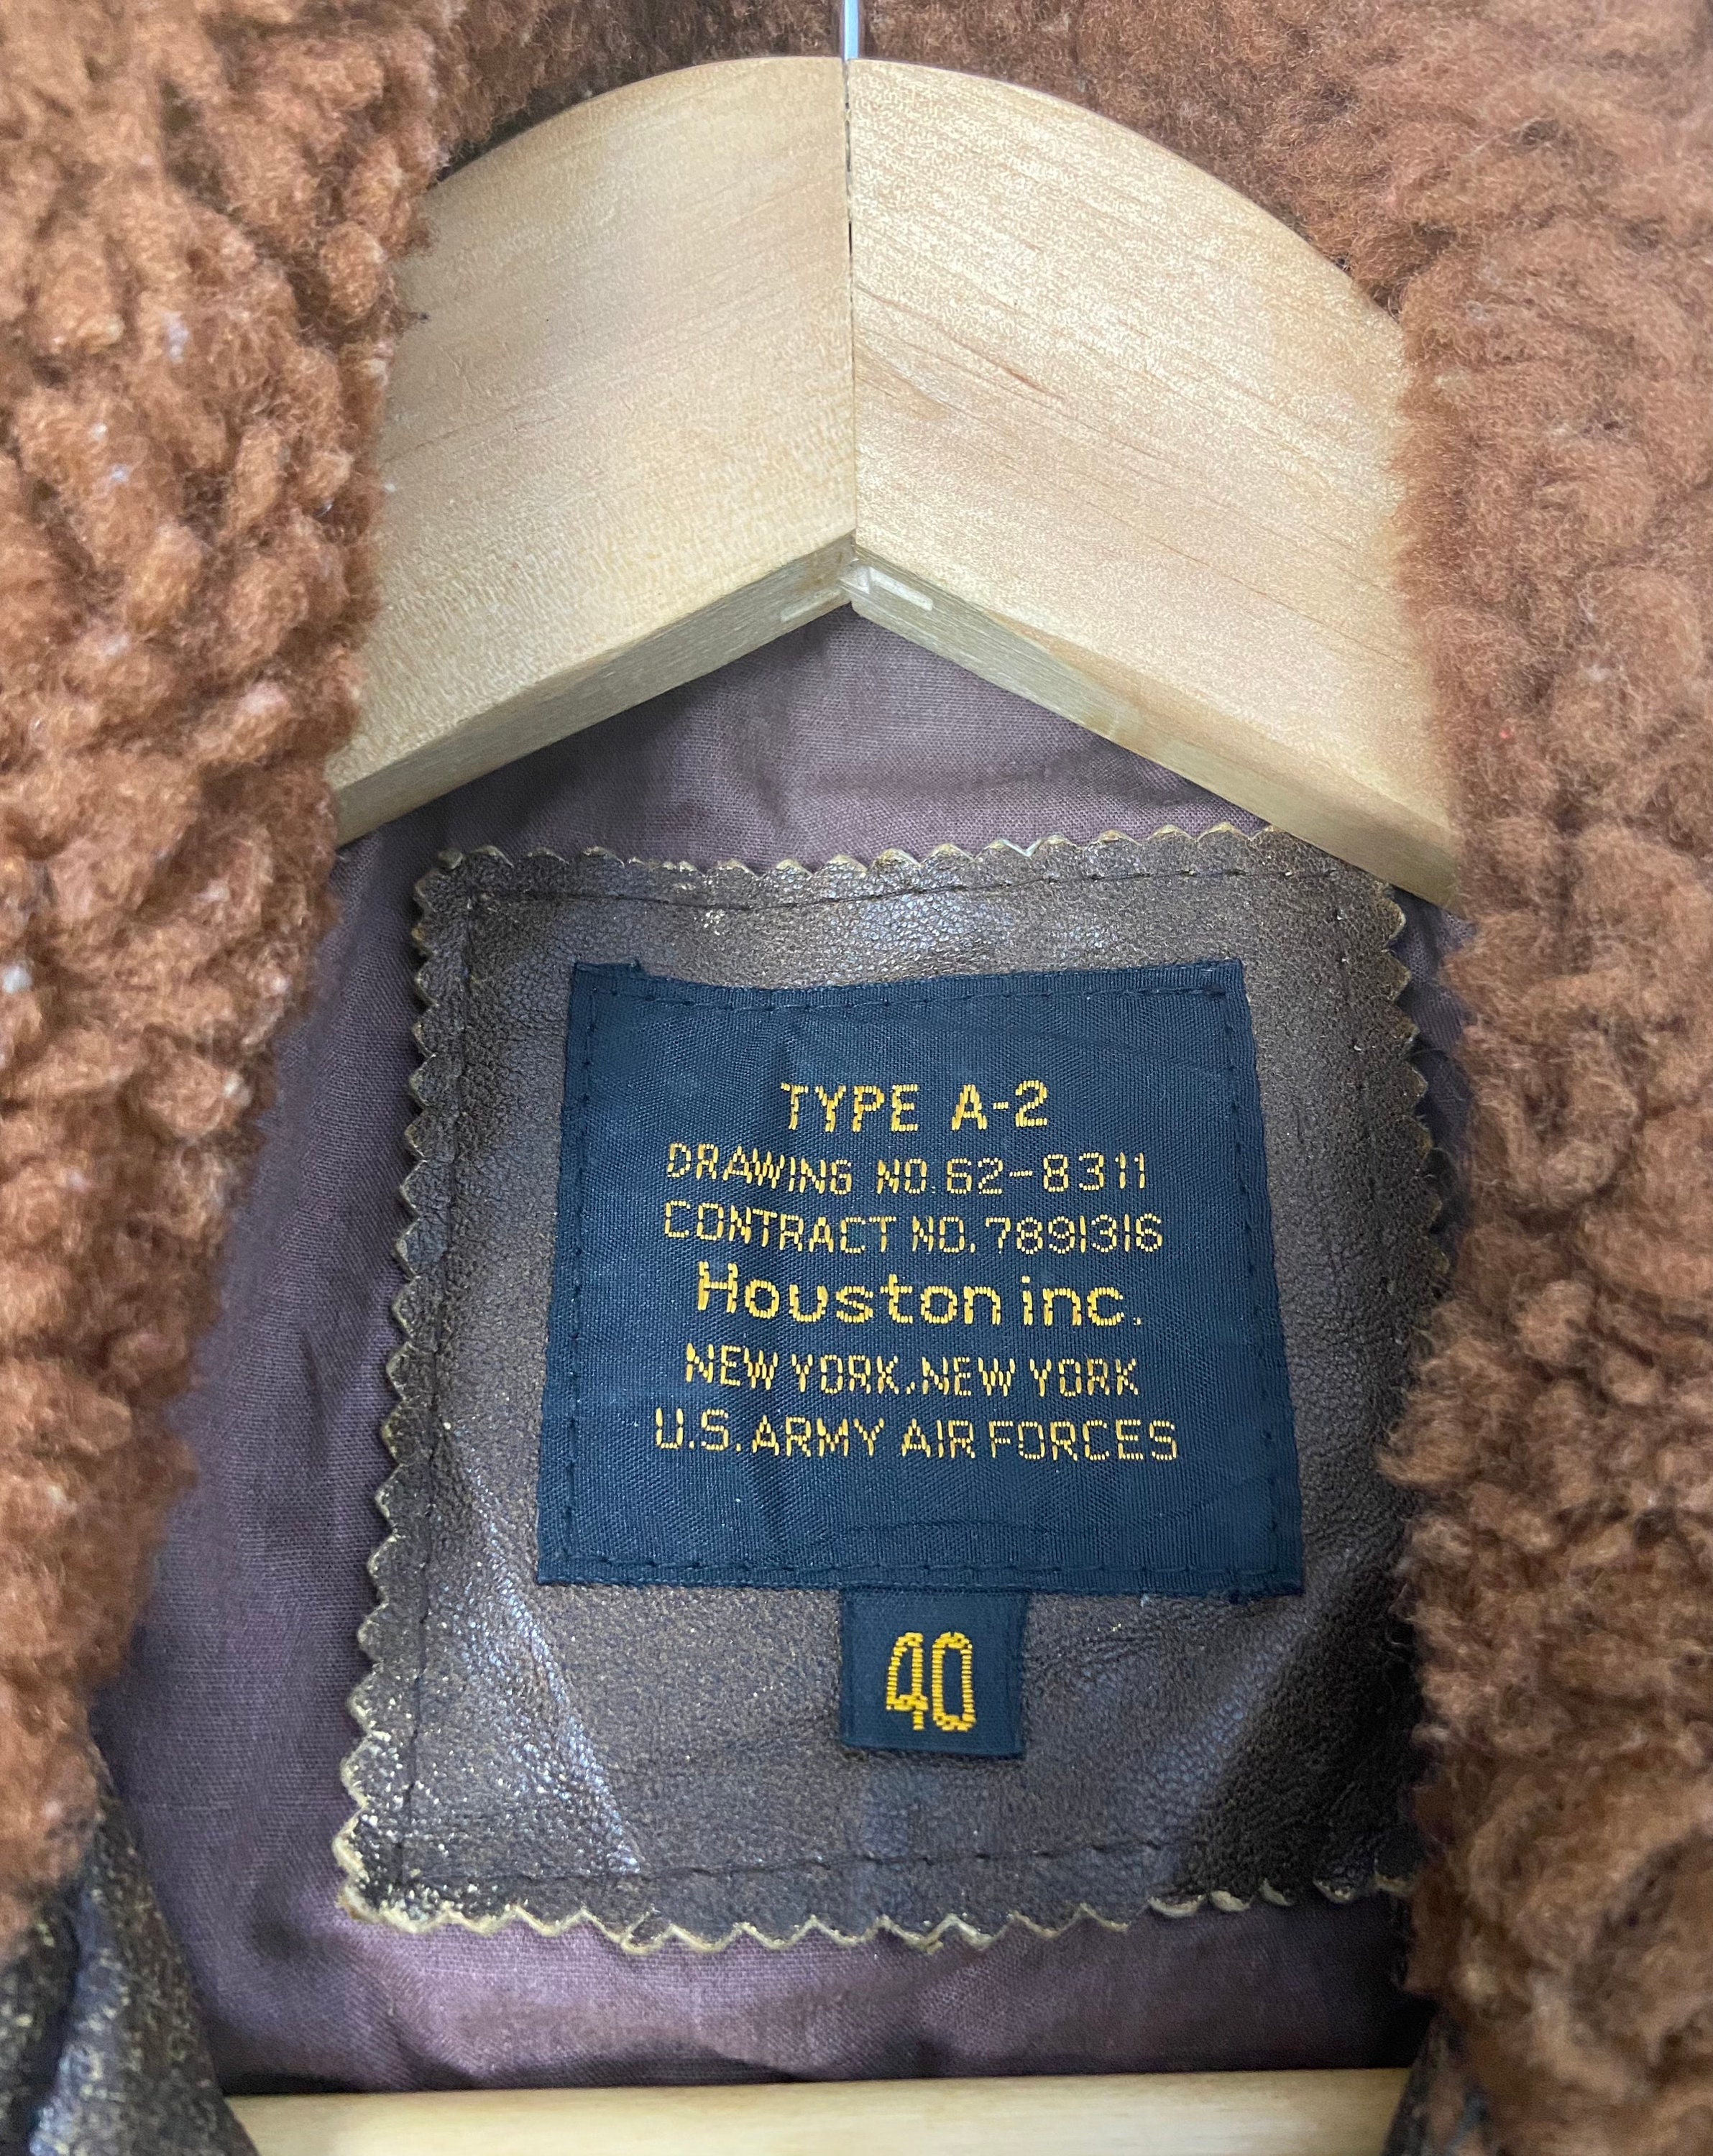 TYPE A-2
DRAWING NO.62-8311
CONTRACT NO.7891316
Houston inc.
NEW YORK.NEW YORK
U.S.ARMY AIR FORCES
40